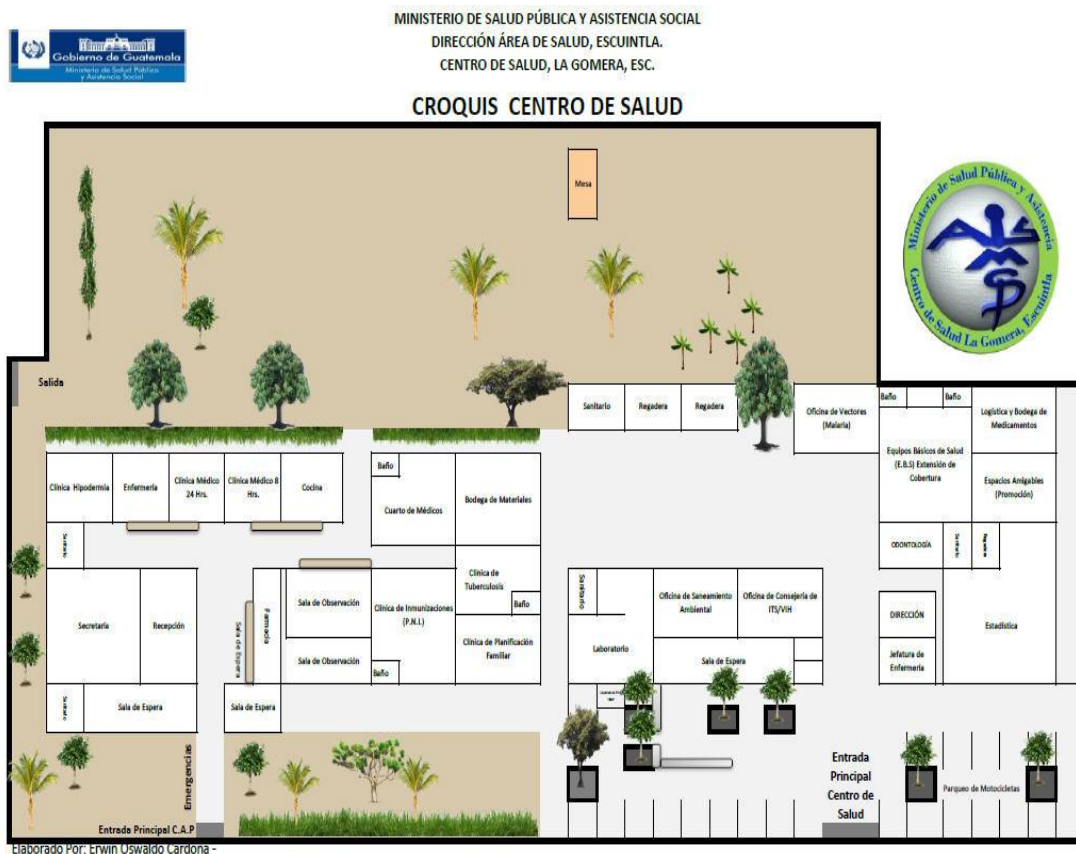 MINISTERIO DE SALUD PÚBLICA Y ASISTENCIA SOCIAL
DIRECCIÓN ÁREA DE SALUD, ESCUINTLA.
CENTRO DE SALUD, LA GOMERA, ESC.
Gobierno de Guatemala
Ministerio de Salud Pública
y Asistencia Social
CROQUIS CENTRO DE SALUD
Mesa
Ministerio de Salud Pública y Asistencia
Centro de Salud La Gomera, Escuintla
Salida
Sanitario
Regadera
Regadera
Oficina de Vectores
(Malaria)
Baño
Baño
Logística y Bodega de
Medicamentos
Equipos Básicos de Salud
(E.B.S) Extensión de
Cobertura
Espacios Amigables
(Promoción)
Clínica Hipodermia
Enfermería
Clínica Médico
24 Hrs.
Clínica Médico 8
Hrs.
Cocina
Baño
Cuarto de Médicos
Bodega de Materiales
Sanitario
ODONTOLOGÍA
Sanitario
Clínica de
Tuberculosis
Baño
Secretaría
Recepción
Sala de Espera
Farmacia
Sala de Observación
Sala de Observación
Clínica de Inmunizaciones
(P.N.I.)
Baño
Clínica de Planificación
Familiar
Sanitario
Laboratorio
Oficina de Saneamiento
Ambiental
Oficina de Consejería de
ITS/VIH
Sala de Espera
DIRECCIÓN
Jefatura de
Enfermería
Estadística
Sanitario
Sala de Espera
Sala de Espera
Emergencias
Entrada Principal C.A.P
Entrada
Principal
Centro de
Salud
Parqueo de Motocicletas
Elaborado Por: Erwin Oswaldo Cardona -